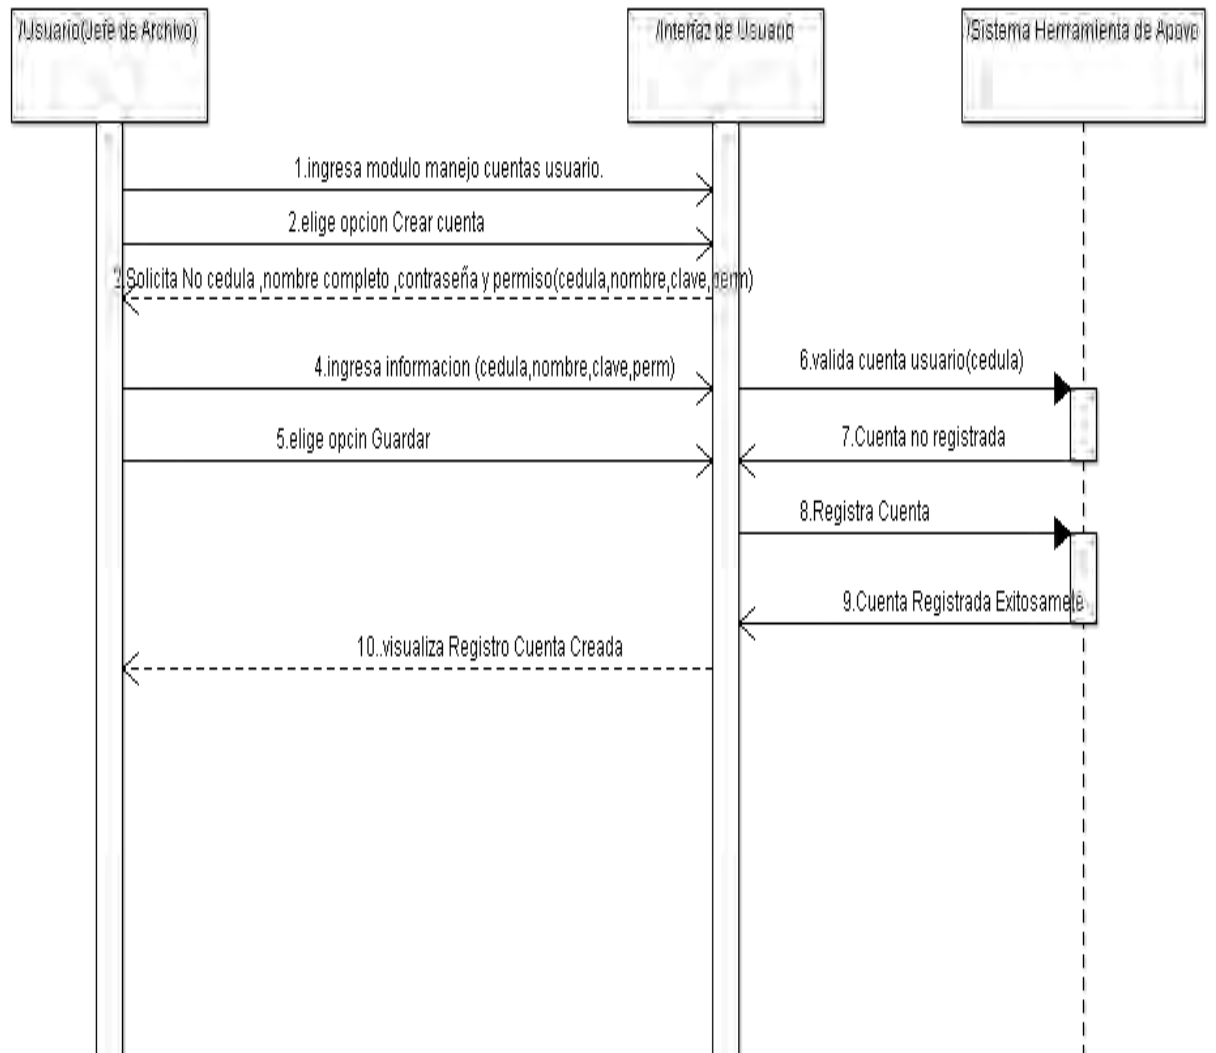 /Usuario(Jefe de Archivo)
/Interfaz de Usuario
/Sistema Herrramienta de Apoyo
1.ingresa modulo manejo cuentas usuario.
2.elige opcion Crear cuenta
3.Solicita No cedula ,nombre completo ,contraseña y permiso(cedula,nombre,clave,perm)
4.ingresa informacion (cedula,nombre,clave,perm)
6.valida cuenta usuario(cedula)
5.elige opcin Guardar
7.Cuenta no registrada
8.Registra Cuenta
9.Cuenta Registrada Exitosamete
10..visualiza Registro Cuenta Creada